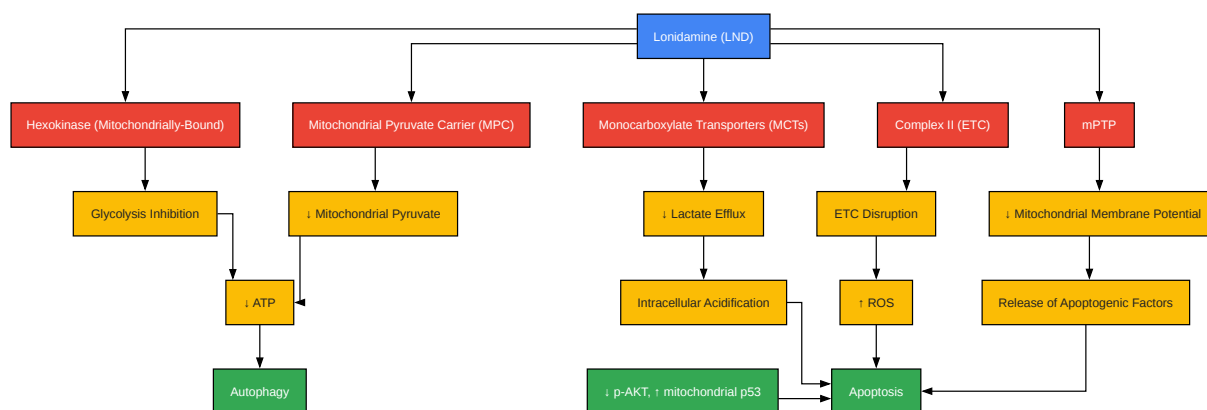 Lonidamine (LND)
Hexokinase (Mitochondrially-Bound)
Mitochondrial Pyruvate Carrier (MPC)
Monocarboxylate Transporters (MCTs)
Complex II (ETC)
mPTP
Glycolysis Inhibition
↓ Mitochondrial Pyruvate
↓ Lactate Efflux
ETC Disruption
↓ Mitochondrial Membrane Potential
↓ ATP
Intracellular Acidification
↑ ROS
Release of Apoptogenic Factors
Autophagy
↓ p-AKT, ↑ mitochondrial p53
Apoptosis